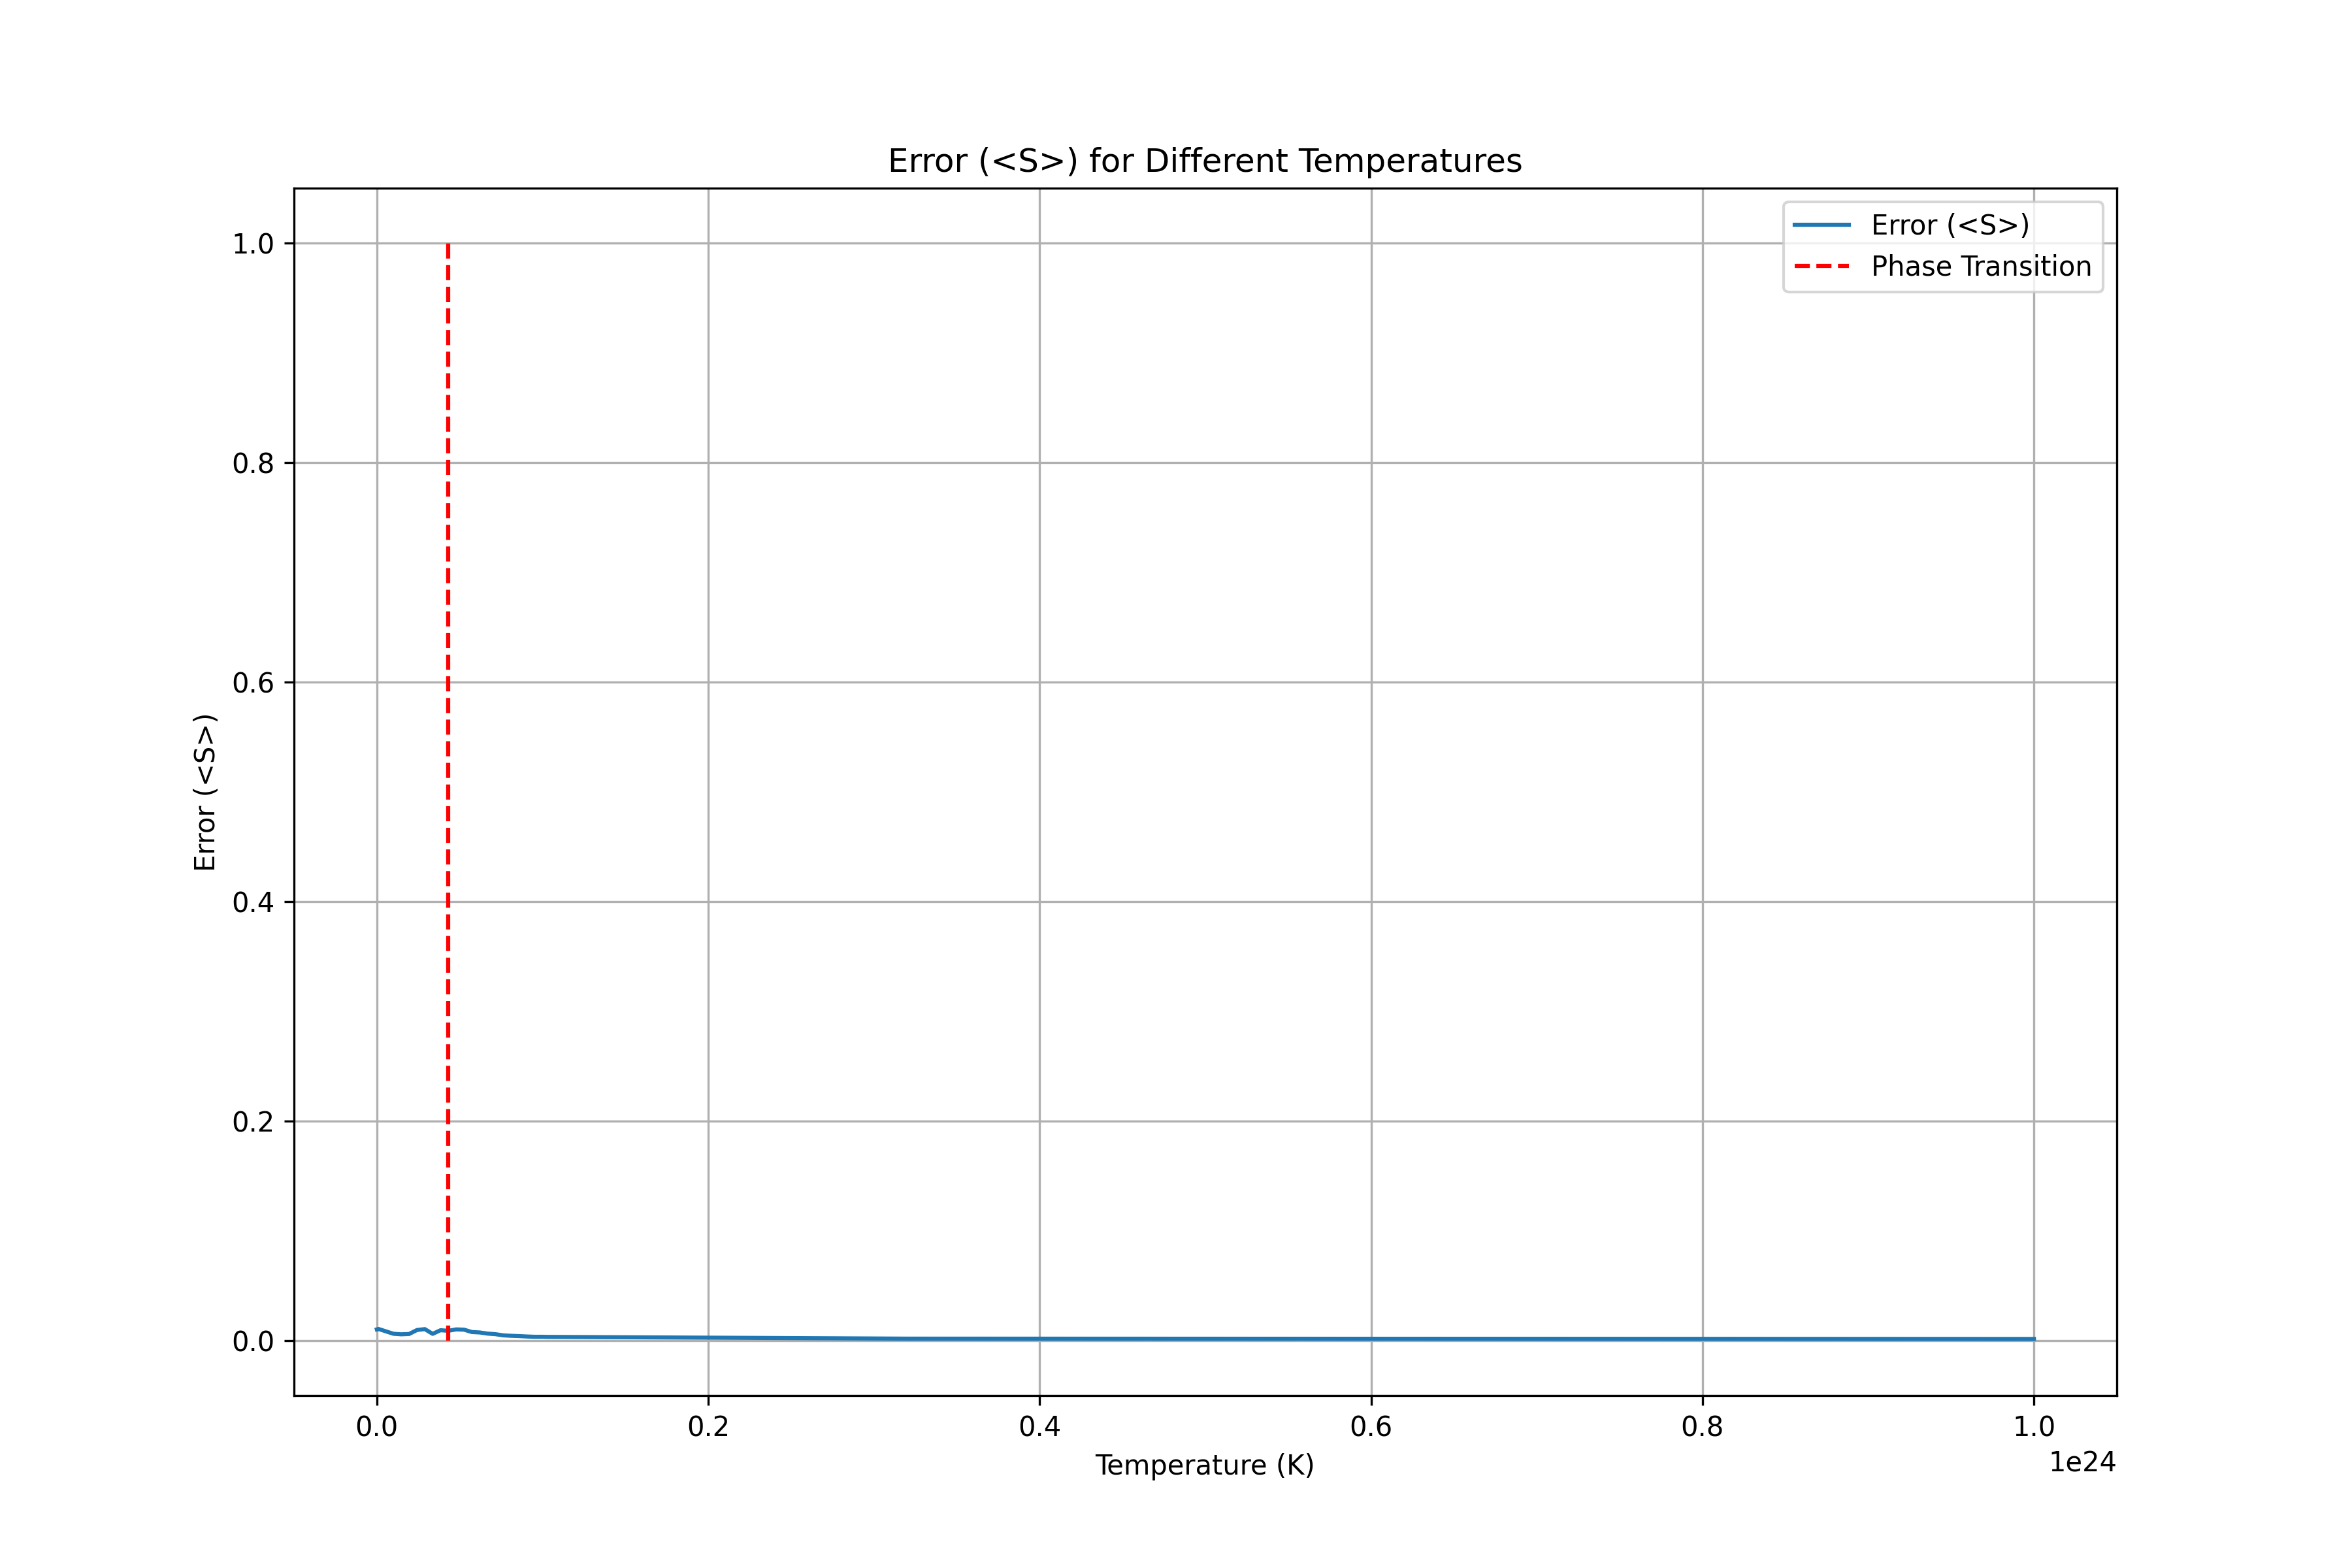 Error (<S>) for Different Temperatures
Error (<S>)
Phase Transition
1.0
0.8
0.6
0.4
0.2
0.0
Error (<S>)
0.0 0.2 0.4 0.6 0.8 1.0
1e24
Temperature (K)